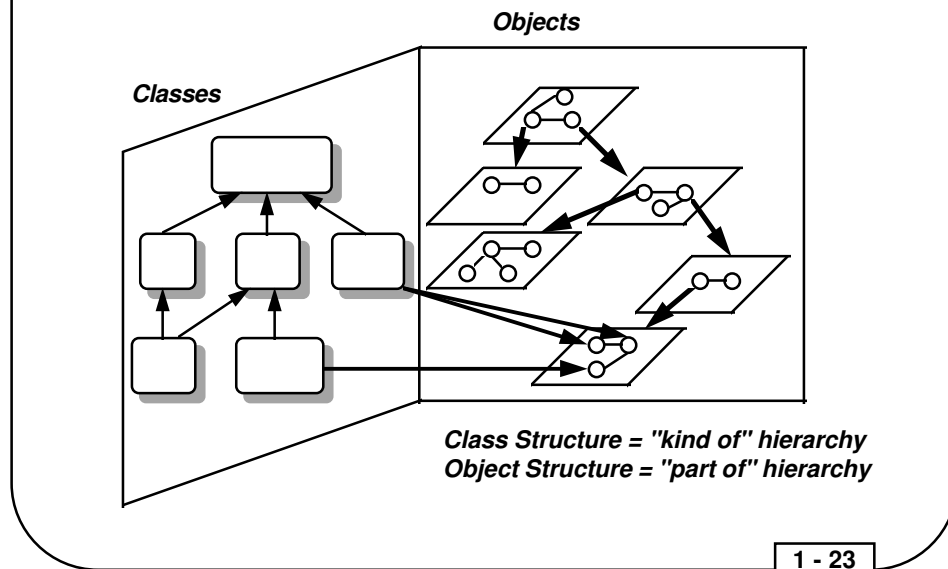 Objects
Classes
Class Structure = "kind of" hierarchy
Object Structure = "part of" hierarchy
1 - 23